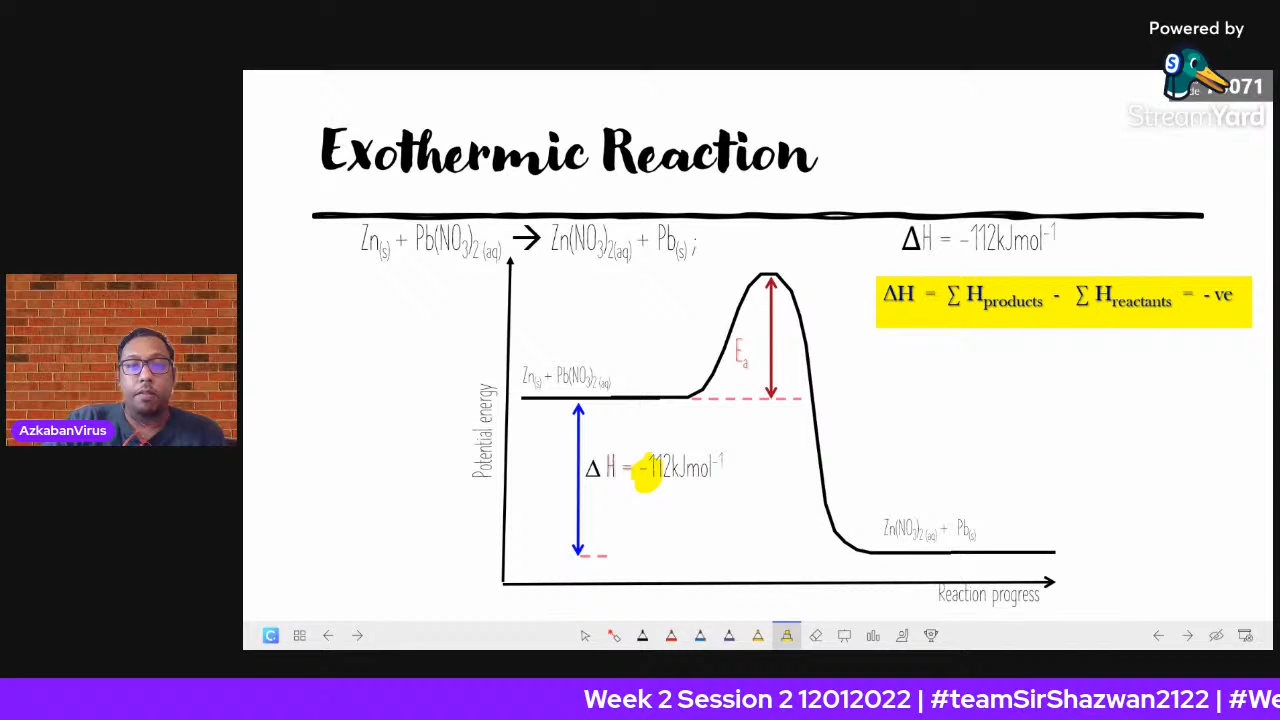 Powered by
S
071
de
StreamYard
Exothermic Reaction
Zn(s) + Pb(NO3)2 (aq) → Zn(NO3)2(aq) + Pb(s) ;
ΔH = -112kJmol-1
ΔH = ∑ Hproducts - ∑ Hreactants = - ve
Ea
Zn(s) + Pb(NO3)2 (aq)
Potential energy
Δ H = -112kJmol-1
Zn(NO3)2 (aq) + Pb(s)
Reaction progress
AzkabanVirus
C
Week 2 Session 2 12012022 | #teamSirShazwan2122 | #We